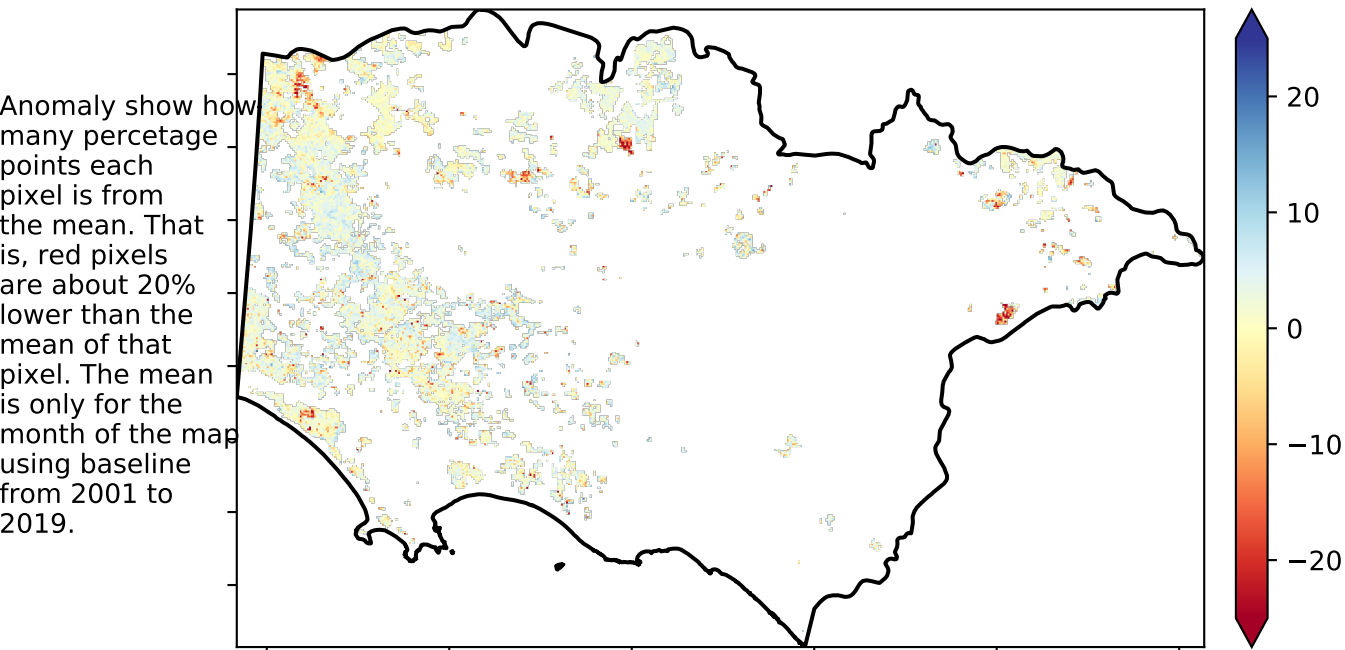 Anomaly show how
many percetage
points each
pixel is from
the mean. That
is, red pixels
are about 20%
lower than the
mean of that
pixel. The mean
is only for the
month of the map
using baseline
from 2001 to
2019.
20
10
0
−10
−20